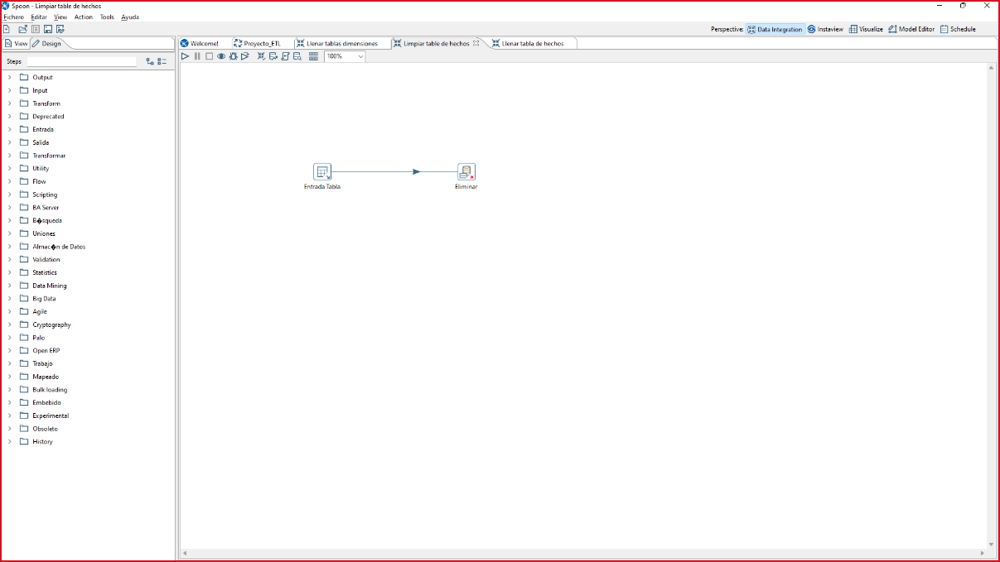 Spoon - Limpiar table de hechos
Fichero Editar View Action Tools Ayuda
Perspective: Data Integration Instaview Visualize Model Editor Schedule
View Design
Welcome! Proyecto_ETL Llenar tablas dimensiones Limpiar table de hechos Llenar tabla de hechos
Steps
100%
Output
Input
Transform
Deprecated
Entrada
Salida
Transformar
Utility
Flow
Scripting
BA Server
B�squeda
Uniones
Almac�n de Datos
Validation
Statistics
Data Mining
Big Data
Agile
Cryptography
Palo
Open ERP
Trabajo
Mapeado
Bulk loading
Embebido
Experimental
Obsoleto
History
Entrada Tabla
Eliminar